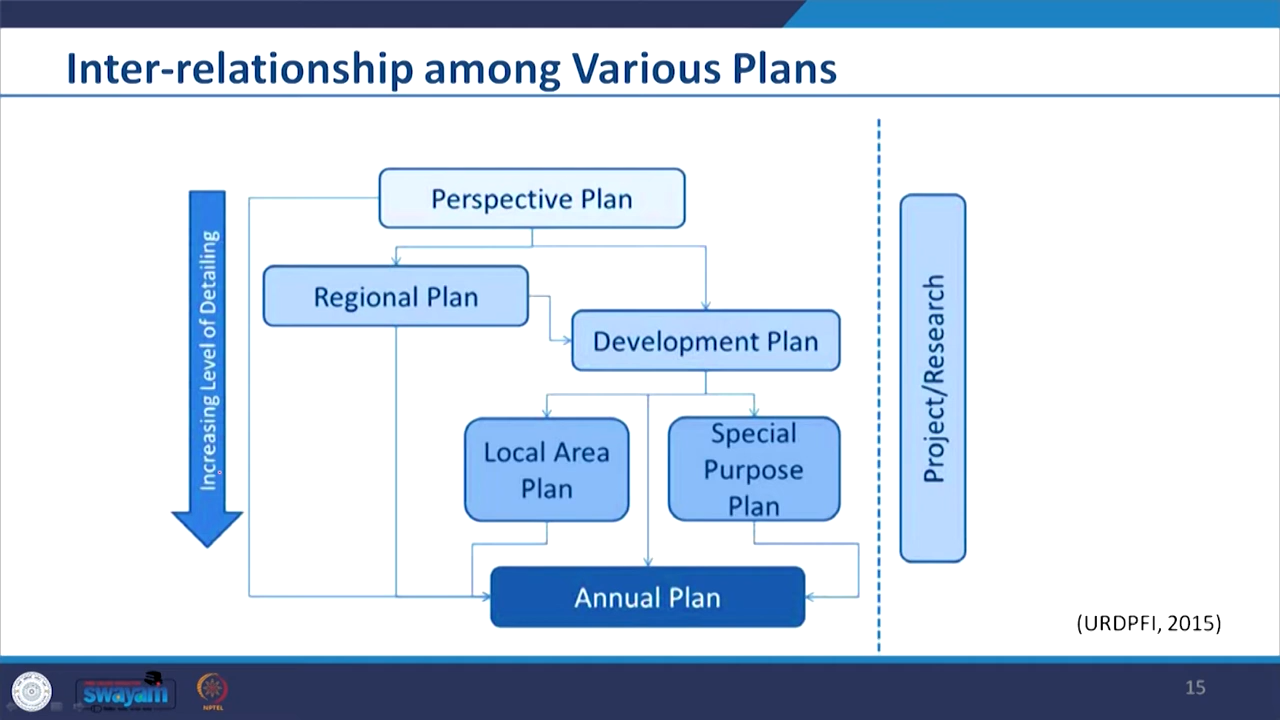 Inter-relationship among Various Plans
Increasing Level of Detailing
Perspective Plan
Regional Plan
Development Plan
Local Area
Plan
Special
Purpose
Plan
Annual Plan
Project/Research
(URDPFI, 2015)
swayam
NPTEL
15